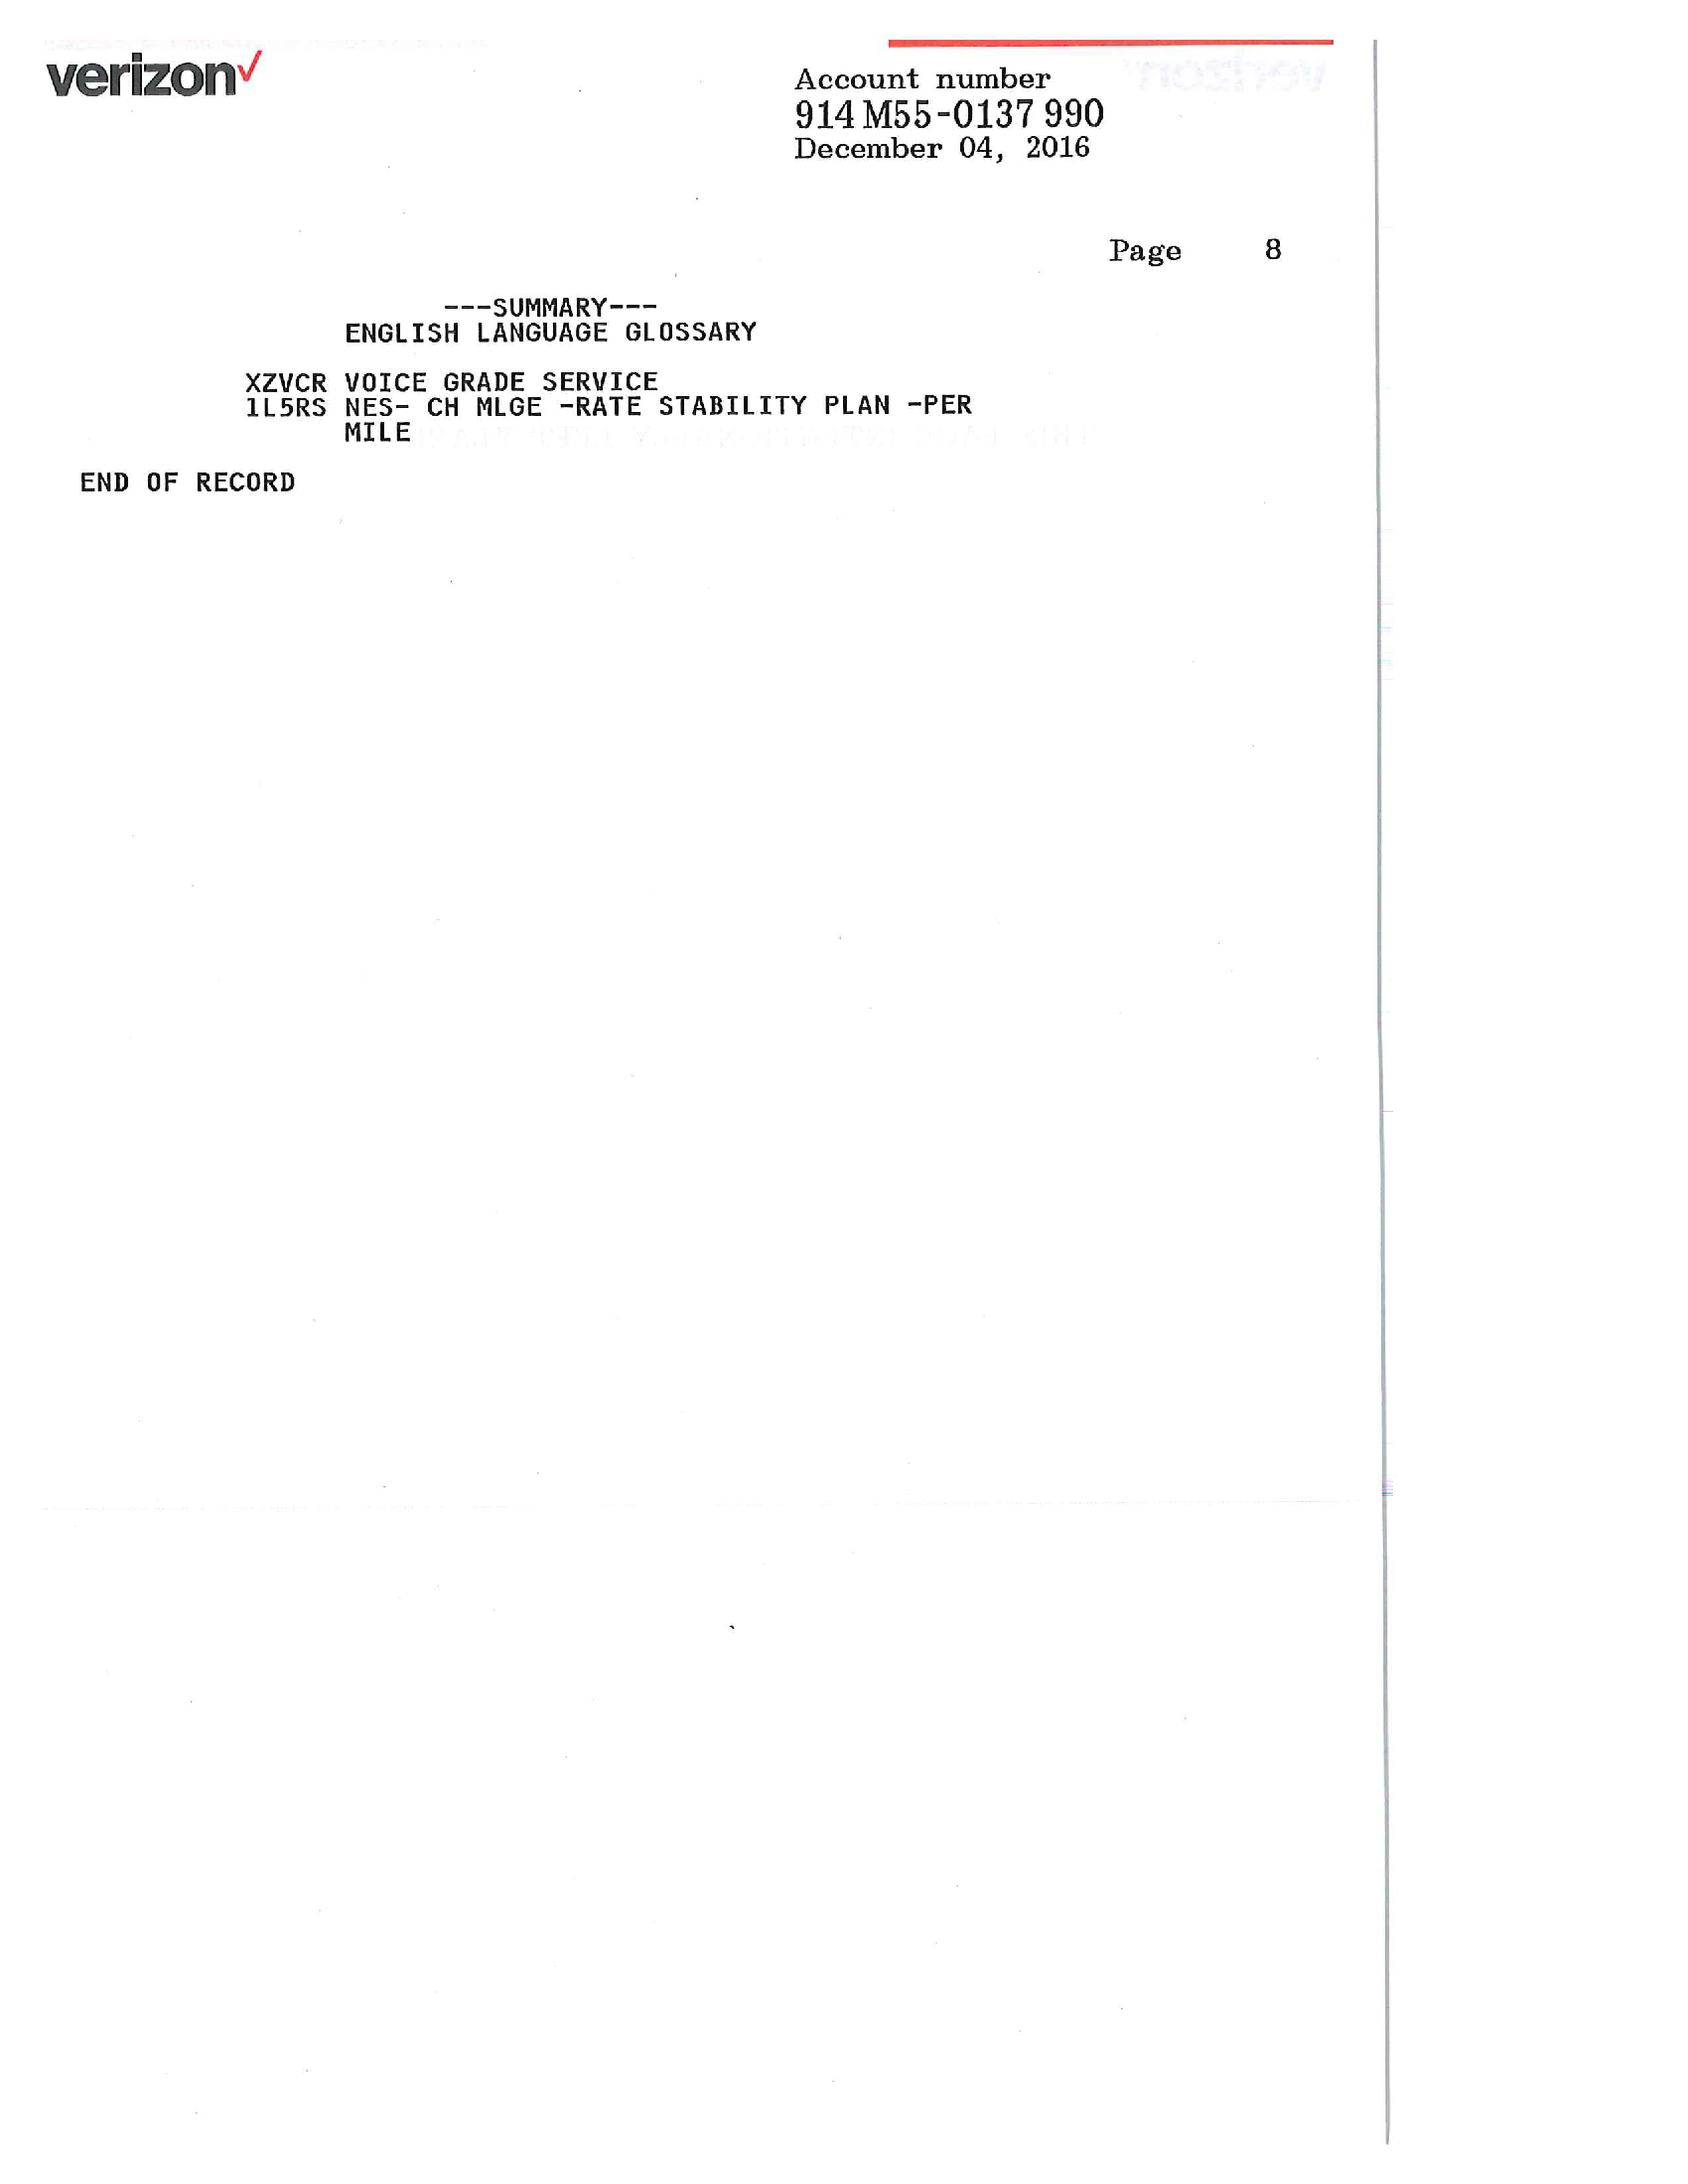 verizon✓
Account number
914 M55-0137 990
December 04, 2016
Page 8
---SUMMARY---
ENGLISH LANGUAGE GLOSSARY
XZVCR VOICE GRADE SERVICE
1L5RS NES- CH MLGE -RATE STABILITY PLAN -PER
MILE
END OF RECORD